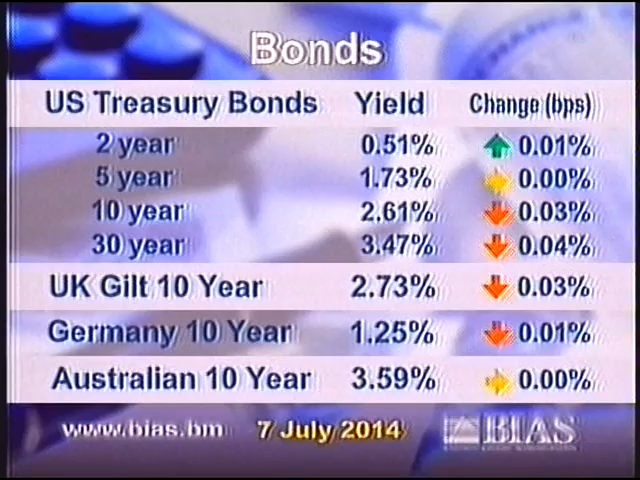 Bonds
US Treasury Bonds Yield Change (bps)
2 year 0.51% 0.01%
5 year 1.73% 0.00%
10 year 2.61% 0.03%
30 year 3.47% 0.04%
UK Gilt 10 Year 2.73% 0.03%
Germany 10 Year 1.25% 0.01%
Australian 10 Year 3.59% 0.00%
www.bias.bm 7 July 2014 BIAS